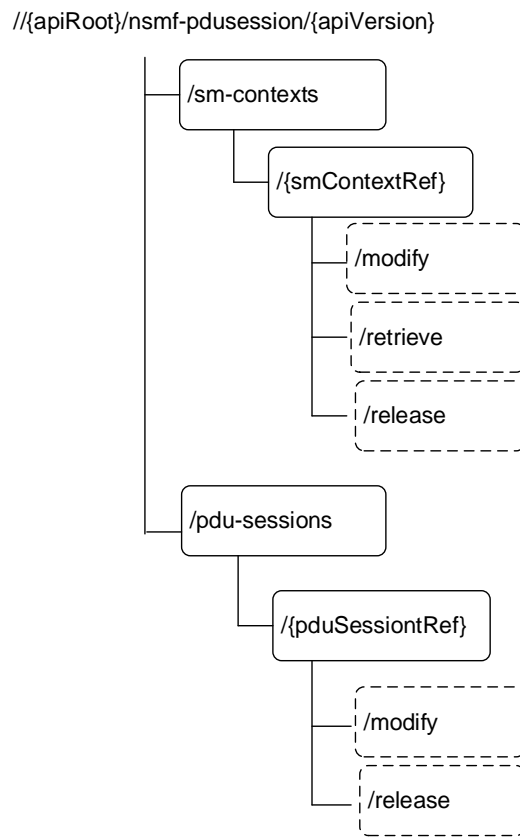 //{apiRoot}/nsmf-pdusession/{apiVersion}
/sm-contexts
/{smContextRef}
/modify
/retrieve
/release
/pdu-sessions
/{pduSessiontRef}
/modify
/release